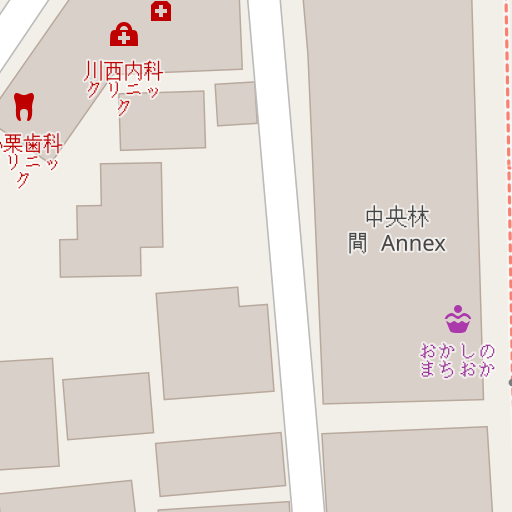 川西内科
クリニッ
ク
栗歯科
リニッ
ク
中央林
間 Annex
おかしの
まちおか